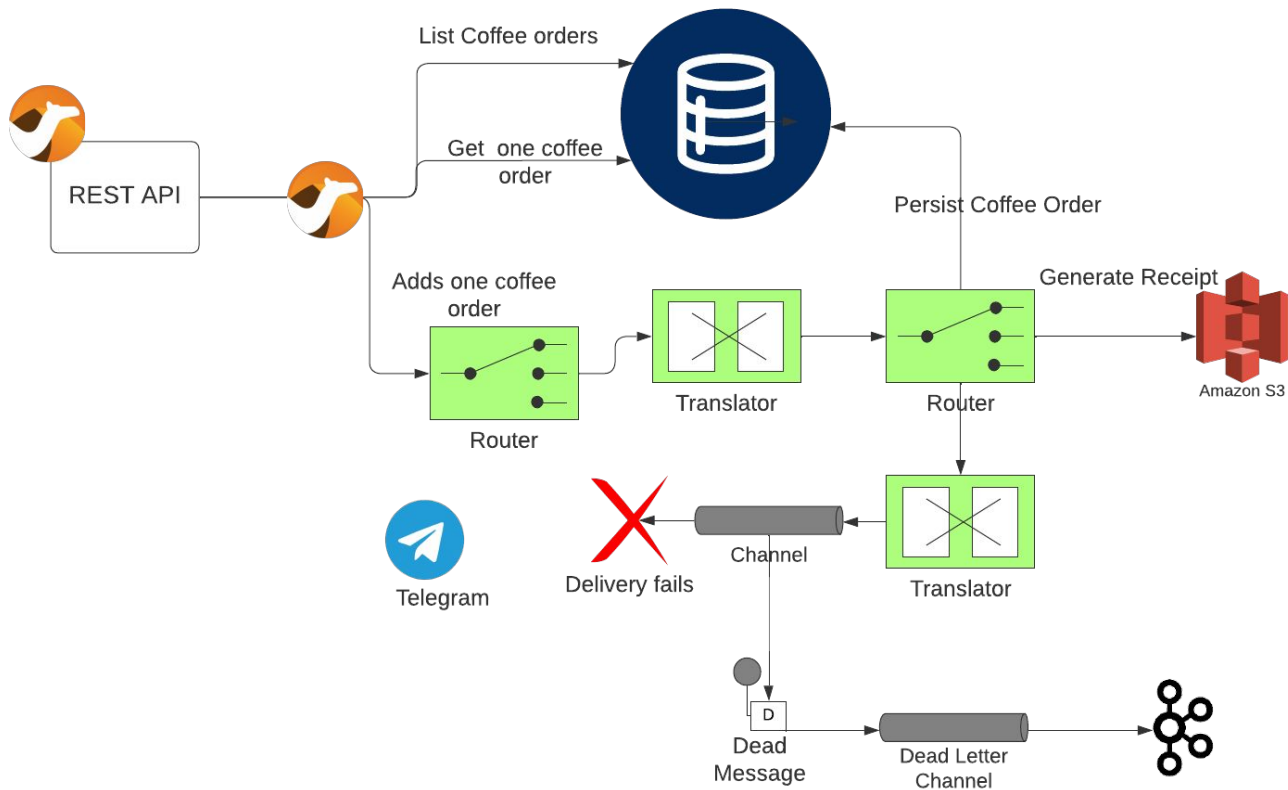 List Coffee orders
REST API
Get one coffee
order
Persist Coffee Order
Adds one coffee
order
Generate Receipt
Amazon S3
Translator
Router
Router
Channel
Delivery fails
Translator
Telegram
D
Dead
Message
Dead Letter
Channel